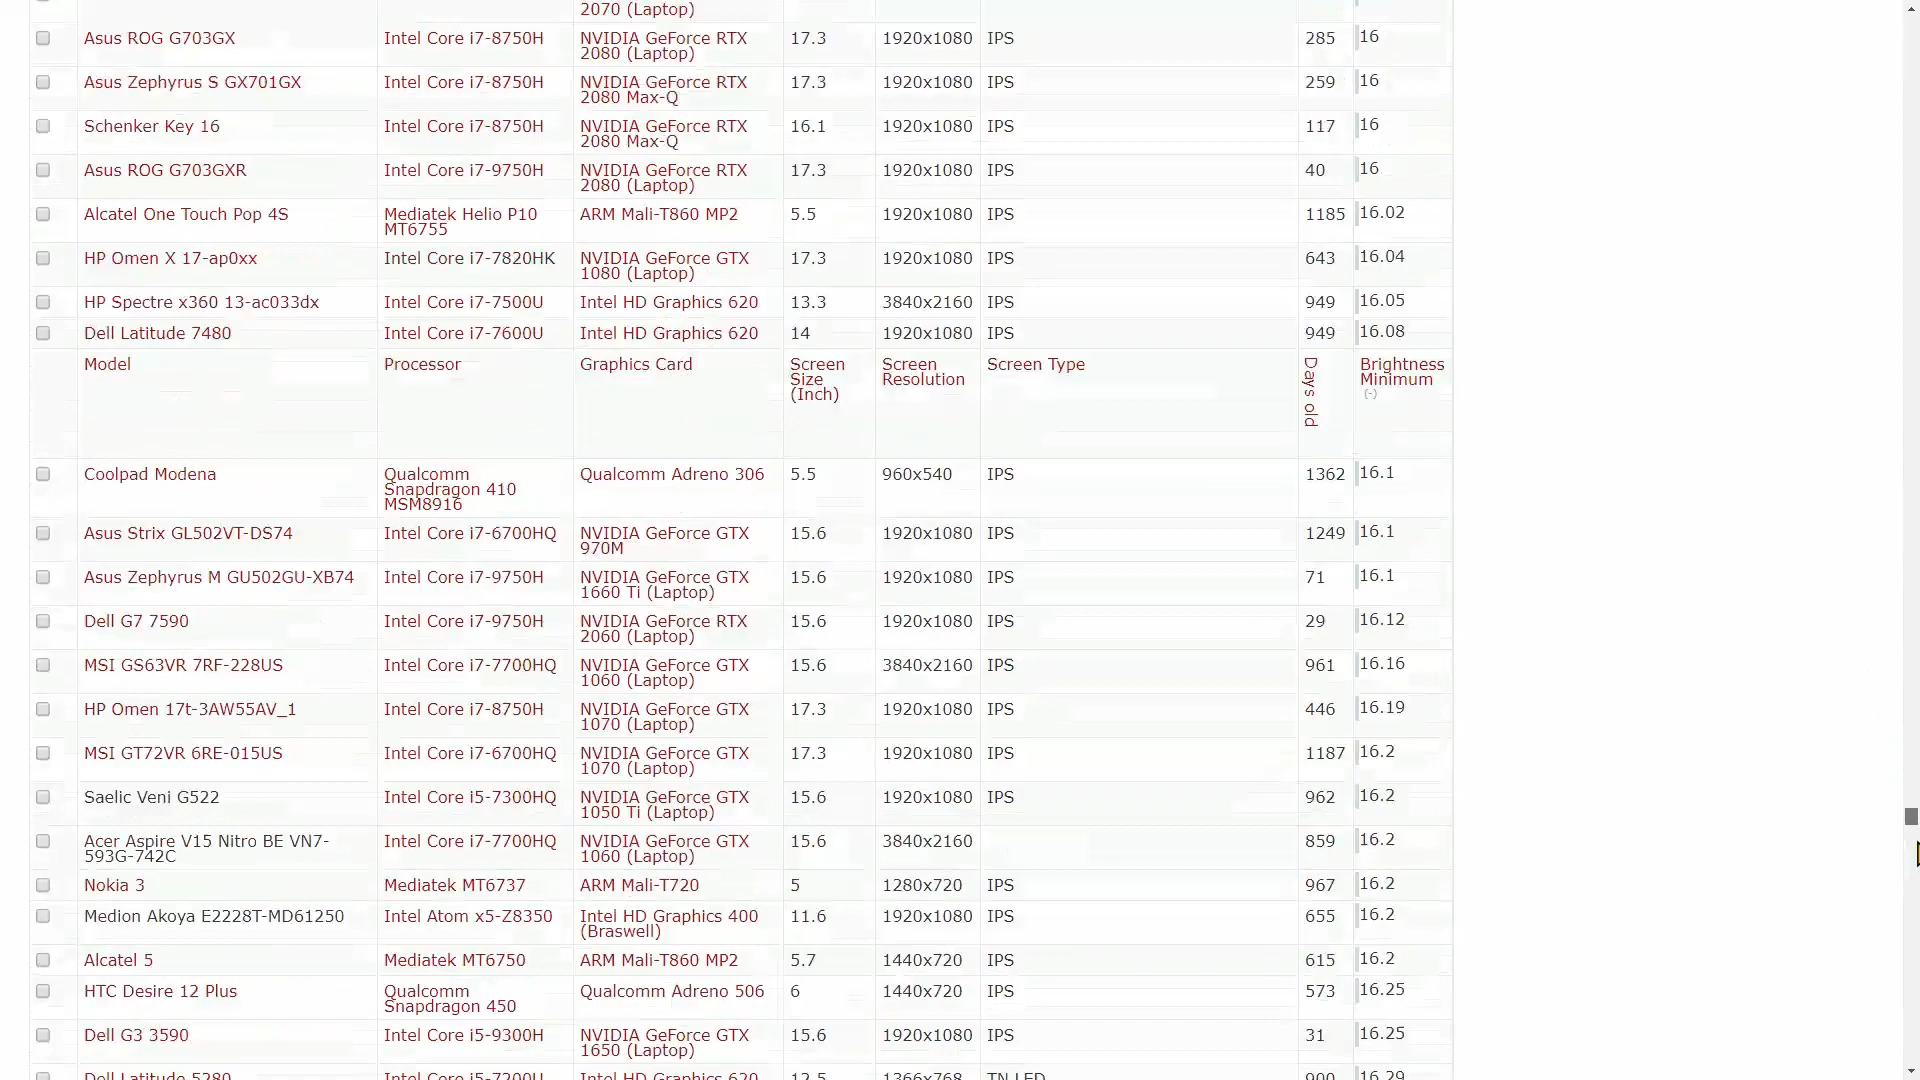 2070 (Laptop)
Asus ROG G703GX Intel Core i7-8750H NVIDIA GeForce RTX 17.3 1920x1080 IPS 285 16
2080 (Laptop)
Asus Zephyrus S GX701GX Intel Core i7-8750H NVIDIA GeForce RTX 17.3 1920x1080 IPS 259 16
2080 Max-Q
Schenker Key 16 Intel Core i7-8750H NVIDIA GeForce RTX 16.1 1920x1080 IPS 117 16
2080 Max-Q
Asus ROG G703GXR Intel Core i7-9750H NVIDIA GeForce RTX 17.3 1920x1080 IPS 40 16
2080 (Laptop)
Alcatel One Touch Pop 4S Mediatek Helio P10 ARM Mali-T860 MP2 5.5 1920x1080 IPS 1185 16.02
MT6755
HP Omen X 17-ap0xx Intel Core i7-7820HK NVIDIA GeForce GTX 17.3 1920x1080 IPS 643 16.04
1080 (Laptop)
HP Spectre x360 13-ac033dx Intel Core i7-7500U Intel HD Graphics 620 13.3 3840x2160 IPS 949 16.05
Dell Latitude 7480 Intel Core i7-7600U Intel HD Graphics 620 14 1920x1080 IPS 949 16.08
Model Processor Graphics Card Screen Screen Screen Type Days old Brightness
Size Resolution Minimum
(Inch) (-)
Coolpad Modena Qualcomm Qualcomm Adreno 306 5.5 960x540 IPS 1362 16.1
Snapdragon 410
MSM8916
Asus Strix GL502VT-DS74 Intel Core i7-6700HQ NVIDIA GeForce GTX 15.6 1920x1080 IPS 1249 16.1
970M
Asus Zephyrus M GU502GU-XB74 Intel Core i7-9750H NVIDIA GeForce GTX 15.6 1920x1080 IPS 71 16.1
1660 Ti (Laptop)
Dell G7 7590 Intel Core i7-9750H NVIDIA GeForce RTX 15.6 1920x1080 IPS 29 16.12
2060 (Laptop)
MSI GS63VR 7RF-228US Intel Core i7-7700HQ NVIDIA GeForce GTX 15.6 3840x2160 IPS 961 16.16
1060 (Laptop)
HP Omen 17t-3AW55AV_1 Intel Core i7-8750H NVIDIA GeForce GTX 17.3 1920x1080 IPS 446 16.19
1070 (Laptop)
MSI GT72VR 6RE-015US Intel Core i7-6700HQ NVIDIA GeForce GTX 17.3 1920x1080 IPS 1187 16.2
1070 (Laptop)
Saelic Veni G522 Intel Core i5-7300HQ NVIDIA GeForce GTX 15.6 1920x1080 IPS 962 16.2
1050 Ti (Laptop)
Acer Aspire V15 Nitro BE VN7- Intel Core i7-7700HQ NVIDIA GeForce GTX 15.6 3840x2160 859 16.2
593G-742C 1060 (Laptop)
Nokia 3 Mediatek MT6737 ARM Mali-T720 5 1280x720 IPS 967 16.2
Medion Akoya E2228T-MD61250 Intel Atom x5-Z8350 Intel HD Graphics 400 11.6 1920x1080 IPS 655 16.2
(Braswell)
Alcatel 5 Mediatek MT6750 ARM Mali-T860 MP2 5.7 1440x720 IPS 615 16.2
HTC Desire 12 Plus Qualcomm Qualcomm Adreno 506 6 1440x720 IPS 573 16.25
Snapdragon 450
Dell G3 3590 Intel Core i5-9300H NVIDIA GeForce GTX 15.6 1920x1080 IPS 31 16.25
1650 (Laptop)
Dell Latitude 5280 Intel Core i5-7200U Intel HD Graphics 620 12.5 1366x768 TN LED 900 16.29